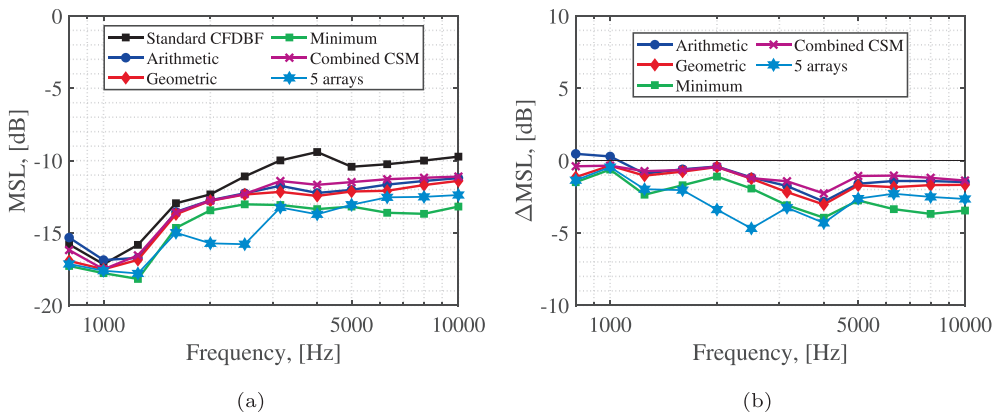 0
-5
-10
-15
-20
MSL, [dB]
Standard CFDBF
Arithmetic
Geometric
Minimum
Combined CSM
5 arrays
1000
5000
10000
Frequency, [Hz]
(a)
10
5
0
-5
-10
ΔMSL, [dB]
Arithmetic
Geometric
Minimum
Combined CSM
5 arrays
1000
5000
10000
Frequency, [Hz]
(b)